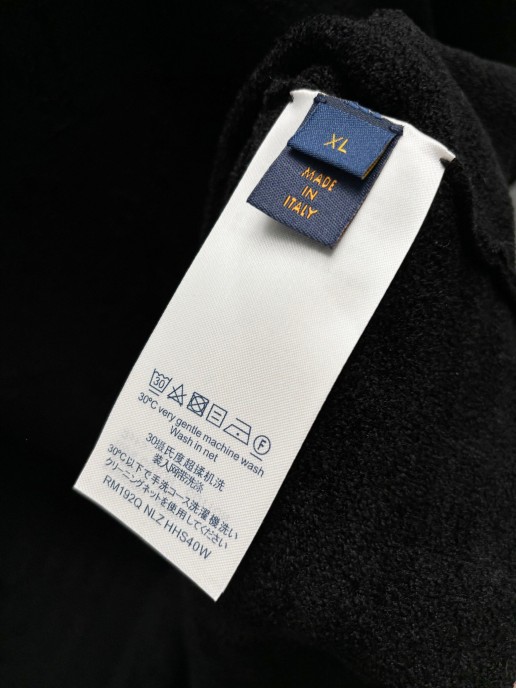 XL
MADE
IN
ITALY
30
F
30°C very gentle machine wash
Wash in net
30摄氏度超揉机洗
装入网带洗涤
30℃以下で手洗コース洗濯機洗い
クリーニングネットを使用してください
RM192Q NLZ HHS40W